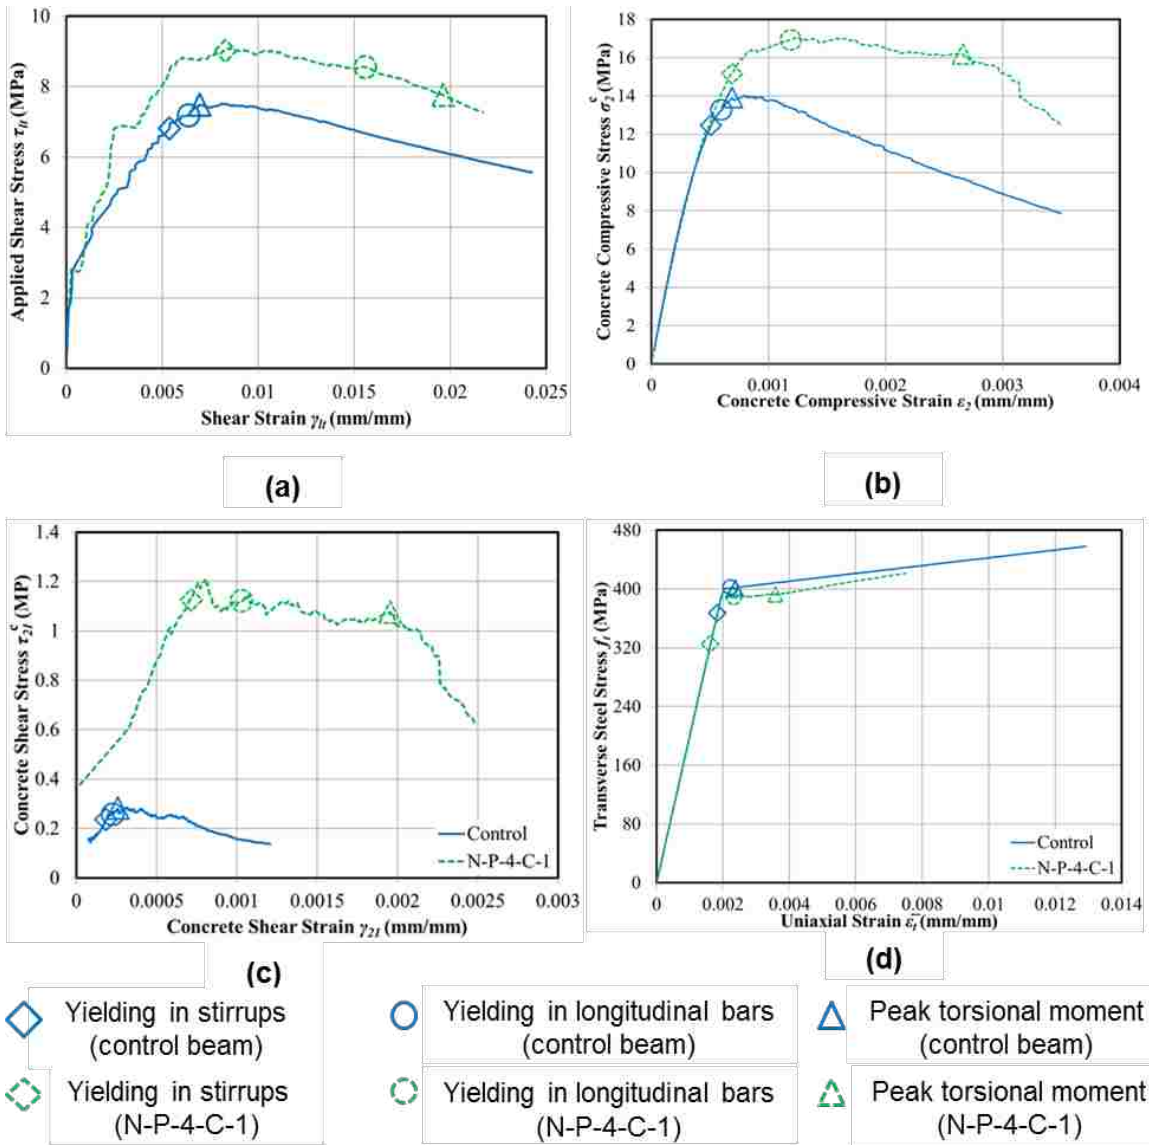 10
8
6
4
2
0
Applied Shear Stress τlt (MPa)
0 0.005 0.01 0.015 0.02 0.025
Shear Strain γlt (mm/mm)
(a)
18
16
14
12
10
8
6
4
2
0
Concrete Compressive Stress σ2c (MPa)
0 0.001 0.002 0.003 0.004
Concrete Compressive Strain ε2 (mm/mm)
(b)
1.4
1.2
1
0.8
0.6
0.4
0.2
0
Concrete Shear Stress τ21c (MP)
Control
N-P-4-C-1
0 0.0005 0.001 0.0015 0.002 0.0025 0.003
Concrete Shear Strain γ21 (mm/mm)
(c)
480
400
320
240
160
80
0
Transverse Steel Stress ft (MPa)
Control
N-P-4-C-1
0 0.002 0.004 0.006 0.008 0.01 0.012 0.014
Uniaxial Strain ε̅t (mm/mm)
(d)
Yielding in stirrups
(control beam)
Yielding in longitudinal bars
(control beam)
Peak torsional moment
(control beam)
Yielding in stirrups
(N-P-4-C-1)
Yielding in longitudinal bars
(N-P-4-C-1)
Peak torsional moment
(N-P-4-C-1)